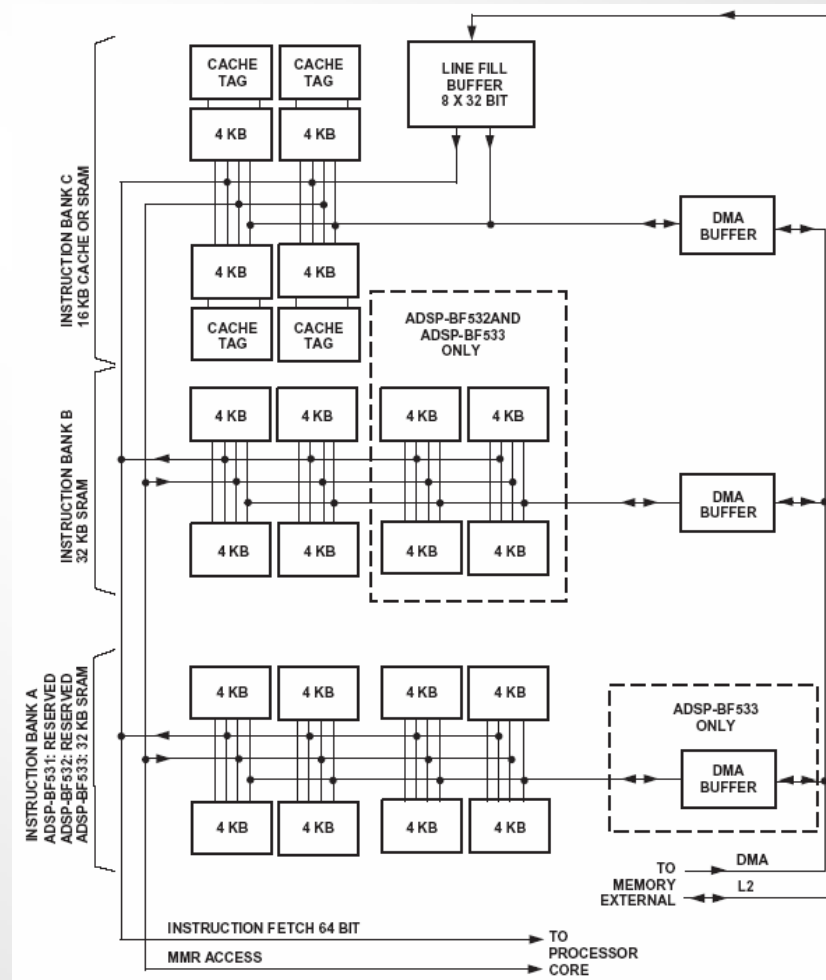 CACHE
TAG
CACHE
TAG
LINE FILL
BUFFER
8 X 32 BIT
4 KB
4 KB
INSTRUCTION BANK C
16 KB CACHE OR SRAM
DMA
BUFFER
4 KB
4 KB
CACHE
TAG
CACHE
TAG
ADSP-BF532AND
ADSP-BF533
ONLY
INSTRUCTION BANK B
32 KB SRAM
4 KB
4 KB
4 KB
4 KB
DMA
BUFFER
4 KB
4 KB
4 KB
4 KB
INSTRUCTION BANK A
ADSP-BF531: RESERVED
ADSP-BF532: RESERVED
ADSP-BF533: 32 KB SRAM
4 KB
4 KB
4 KB
4 KB
ADSP-BF533
ONLY
DMA
BUFFER
4 KB
4 KB
4 KB
4 KB
TO
MEMORY
EXTERNAL
DMA
L2
INSTRUCTION FETCH 64 BIT
MMR ACCESS
TO
PROCESSOR
CORE